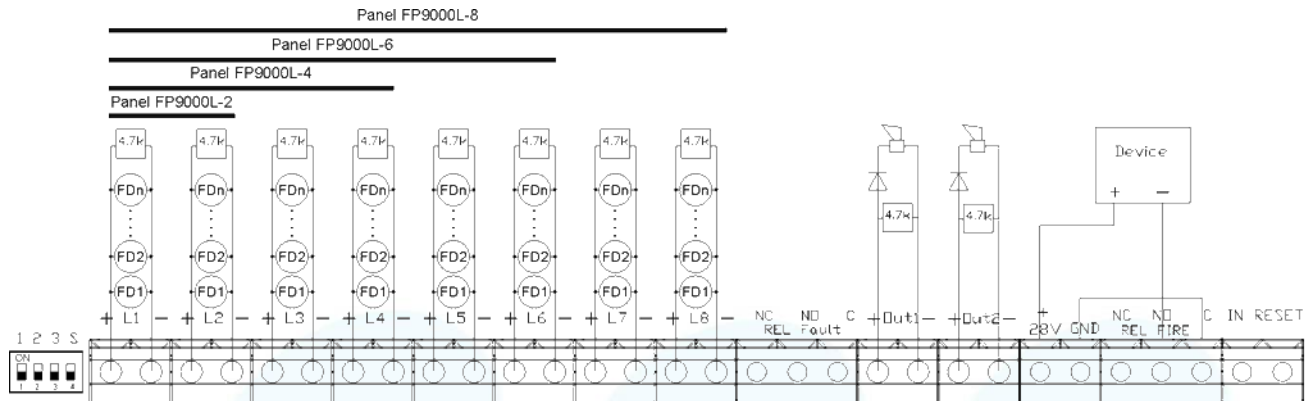 Panel FP9000L-8
Panel FP9000L-6
Panel FP9000L-4
Panel FP9000L-2
4.7k 4.7k 4.7k 4.7k 4.7k 4.7k 4.7k 4.7k
Device
FDn FDn FDn FDn FDn FDn FDn FDn
+ −
4.7k 4.7k
FD2 FD2 FD2 FD2 FD2 FD2 FD2 FD2
FD1 FD1 FD1 FD1 FD1 FD1 FD1 FD1
+ L1 − + L2 − + L3 − + L4 − + L5 − + L6 − + L7 − + L8 − NC NO C +Out1− +Out2− + NC NO C IN RESET
REL Fault 28V GND REL FIRE
1 2 3 S
ON
1 2 3 4